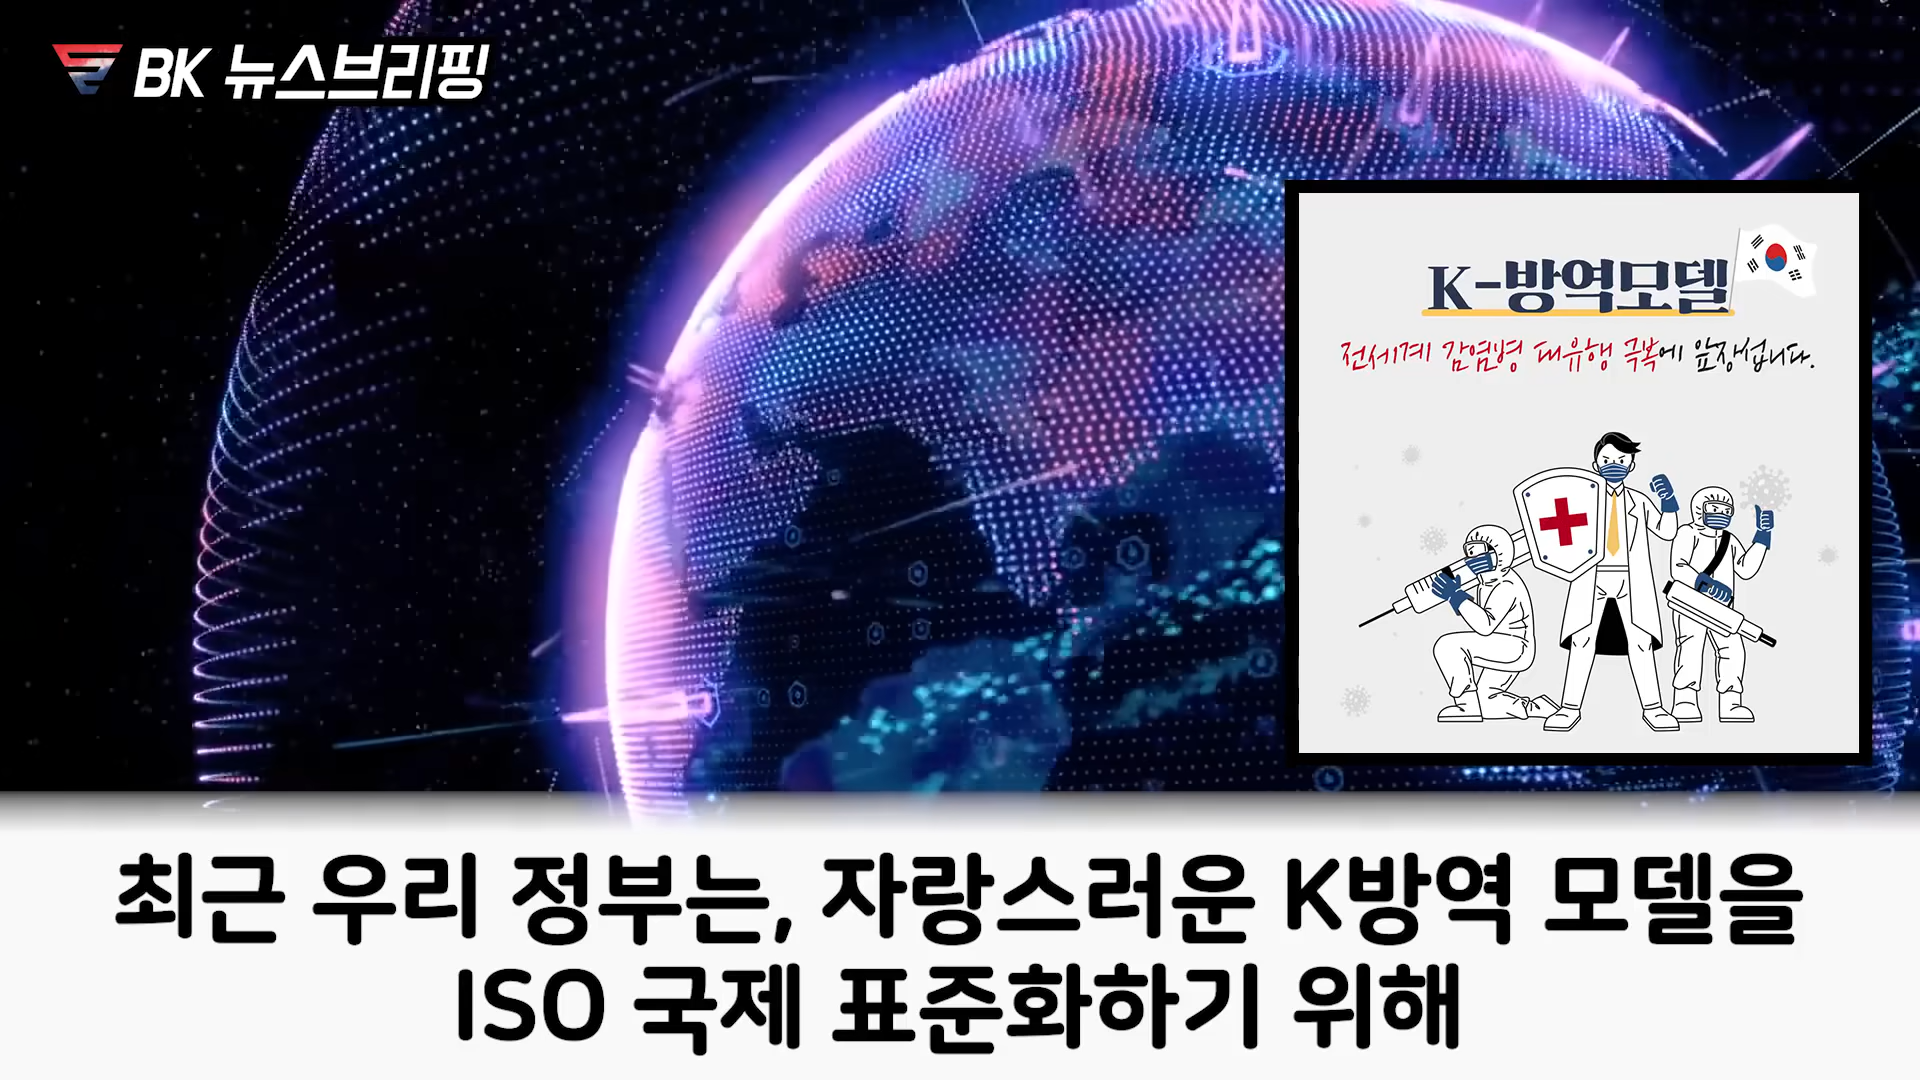 BK 뉴스브리핑
K-방역모델
전세계 감염병 대유행 극복에 앞장섭니다.
최근 우리 정부는, 자랑스러운 K방역 모델을
ISO 국제 표준화하기 위해